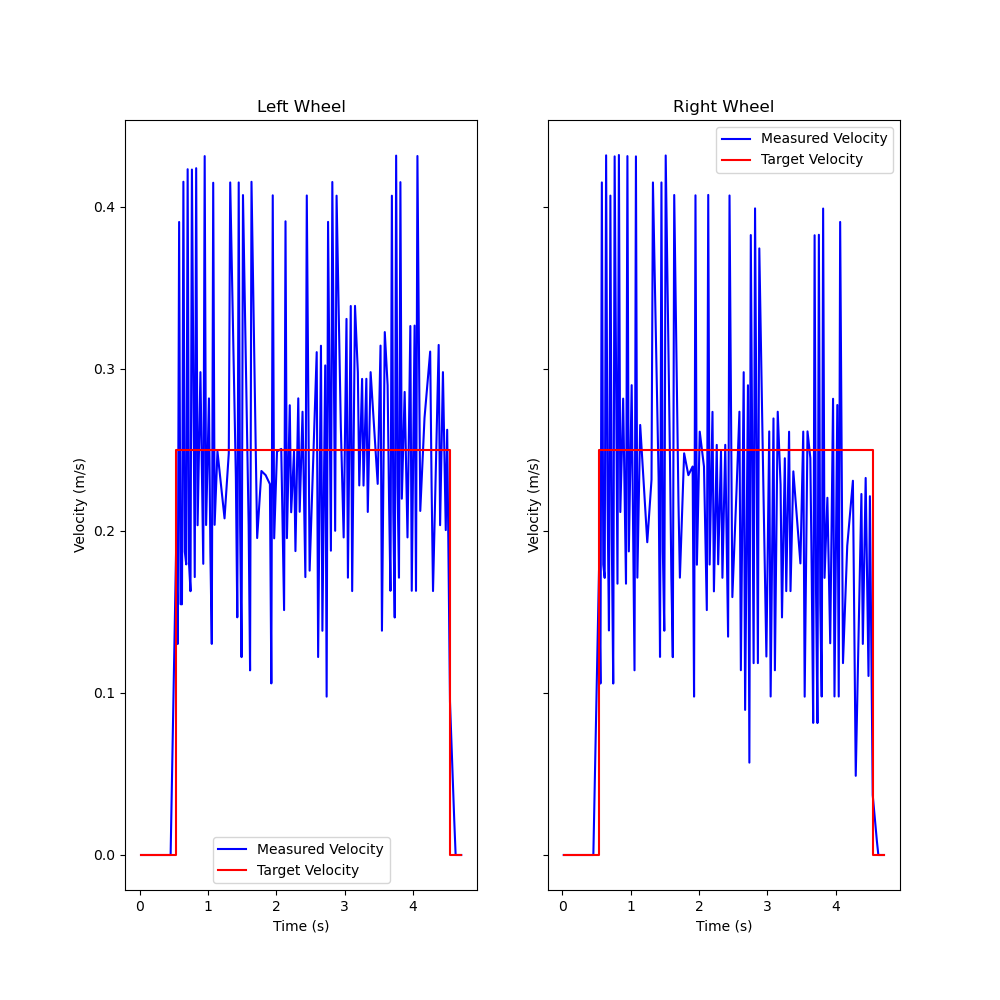 Left Wheel
Velocity (m/s)
0.4
0.3
0.2
0.1
0.0
0 1 2 3 4
Time (s)
Measured Velocity
Target Velocity
Right Wheel
Velocity (m/s)
0 1 2 3 4
Time (s)
Measured Velocity
Target Velocity